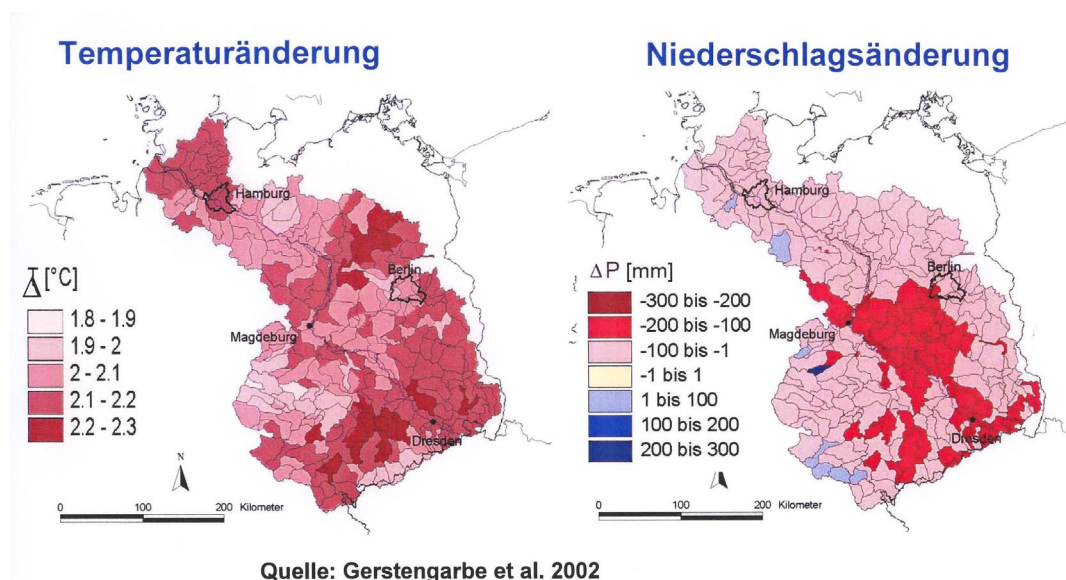 Temperaturänderung
Hamburg
Berlin
Magdeburg
Dresden
Δ [°C]
1.8 - 1.9
1.9 - 2
2 - 2.1
2.1 - 2.2
2.2 - 2.3
N
0 100 200 Kilometer
Niederschlagsänderung
Hamburg
Berlin
Magdeburg
Dresden
ΔP [mm]
-300 bis -200
-200 bis -100
-100 bis -1
-1 bis 1
1 bis 100
100 bis 200
200 bis 300
0 100 200 Kilometer
Quelle: Gerstengarbe et al. 2002